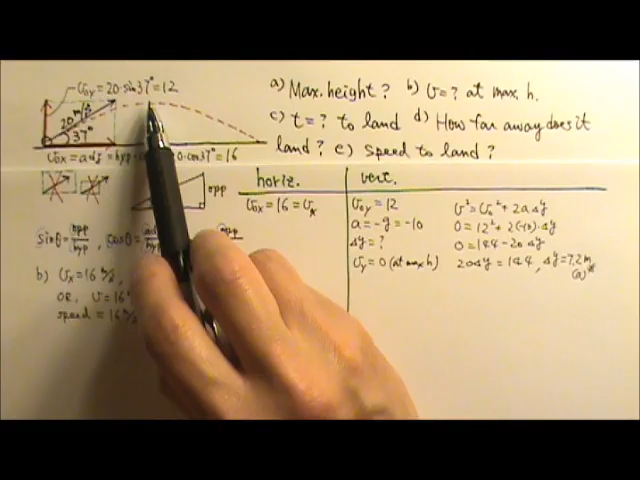 v₀y = 20·sin37° = 12
20 m/s
37°
v₀x = adj = hyp·co 0·cos37° = 16
a) Max. height? b) v = ? at max. h.
c) t = ? to land d) How far away does it
land? e) speed to land?
opp
sinθ = opp/hyp, cosθ =
b) vx = 16 m/s,
OR, v = 16
speed = 16 m/s
horiz.
v₀x = 16 = vx
vert.
v₀y = 12
a = -g = -10
Δy = ?
vy = 0 (at max h)
v² = v₀² + 2aΔy
0 = 12² + 2(-10)·Δy
0 = 144 - 20Δy
20Δy = 144, Δy = 7.2m
(a)*